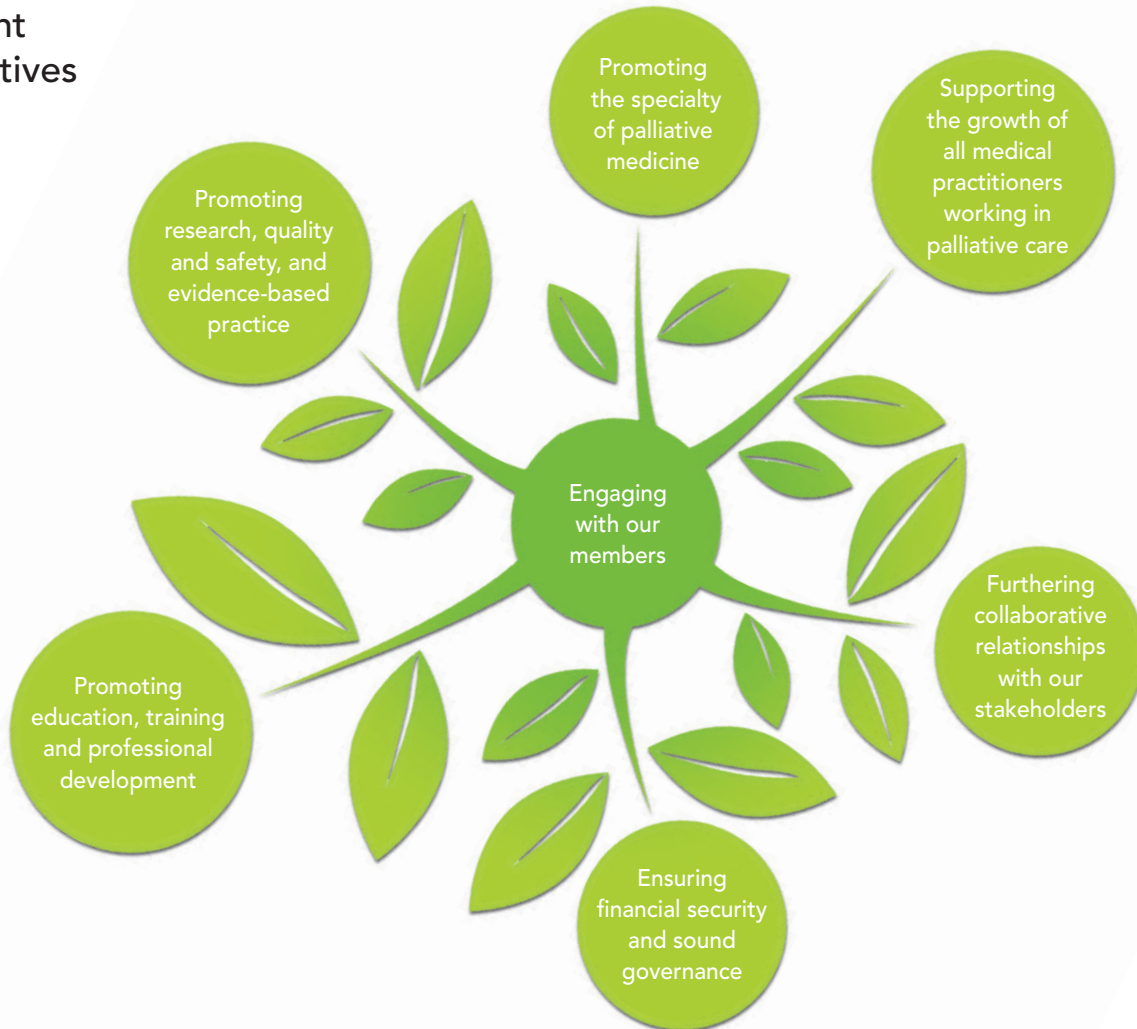 nt
tives
Promoting
the specialty
of palliative
medicine
Supporting
the growth of
all medical
practitioners
working in
palliative care
Promoting
research, quality
and safety, and
evidence-based
practice
Engaging
with our
members
Furthering
collaborative
relationships
with our
stakeholders
Promoting
education, training
and professional
development
Ensuring
financial security
and sound
governance